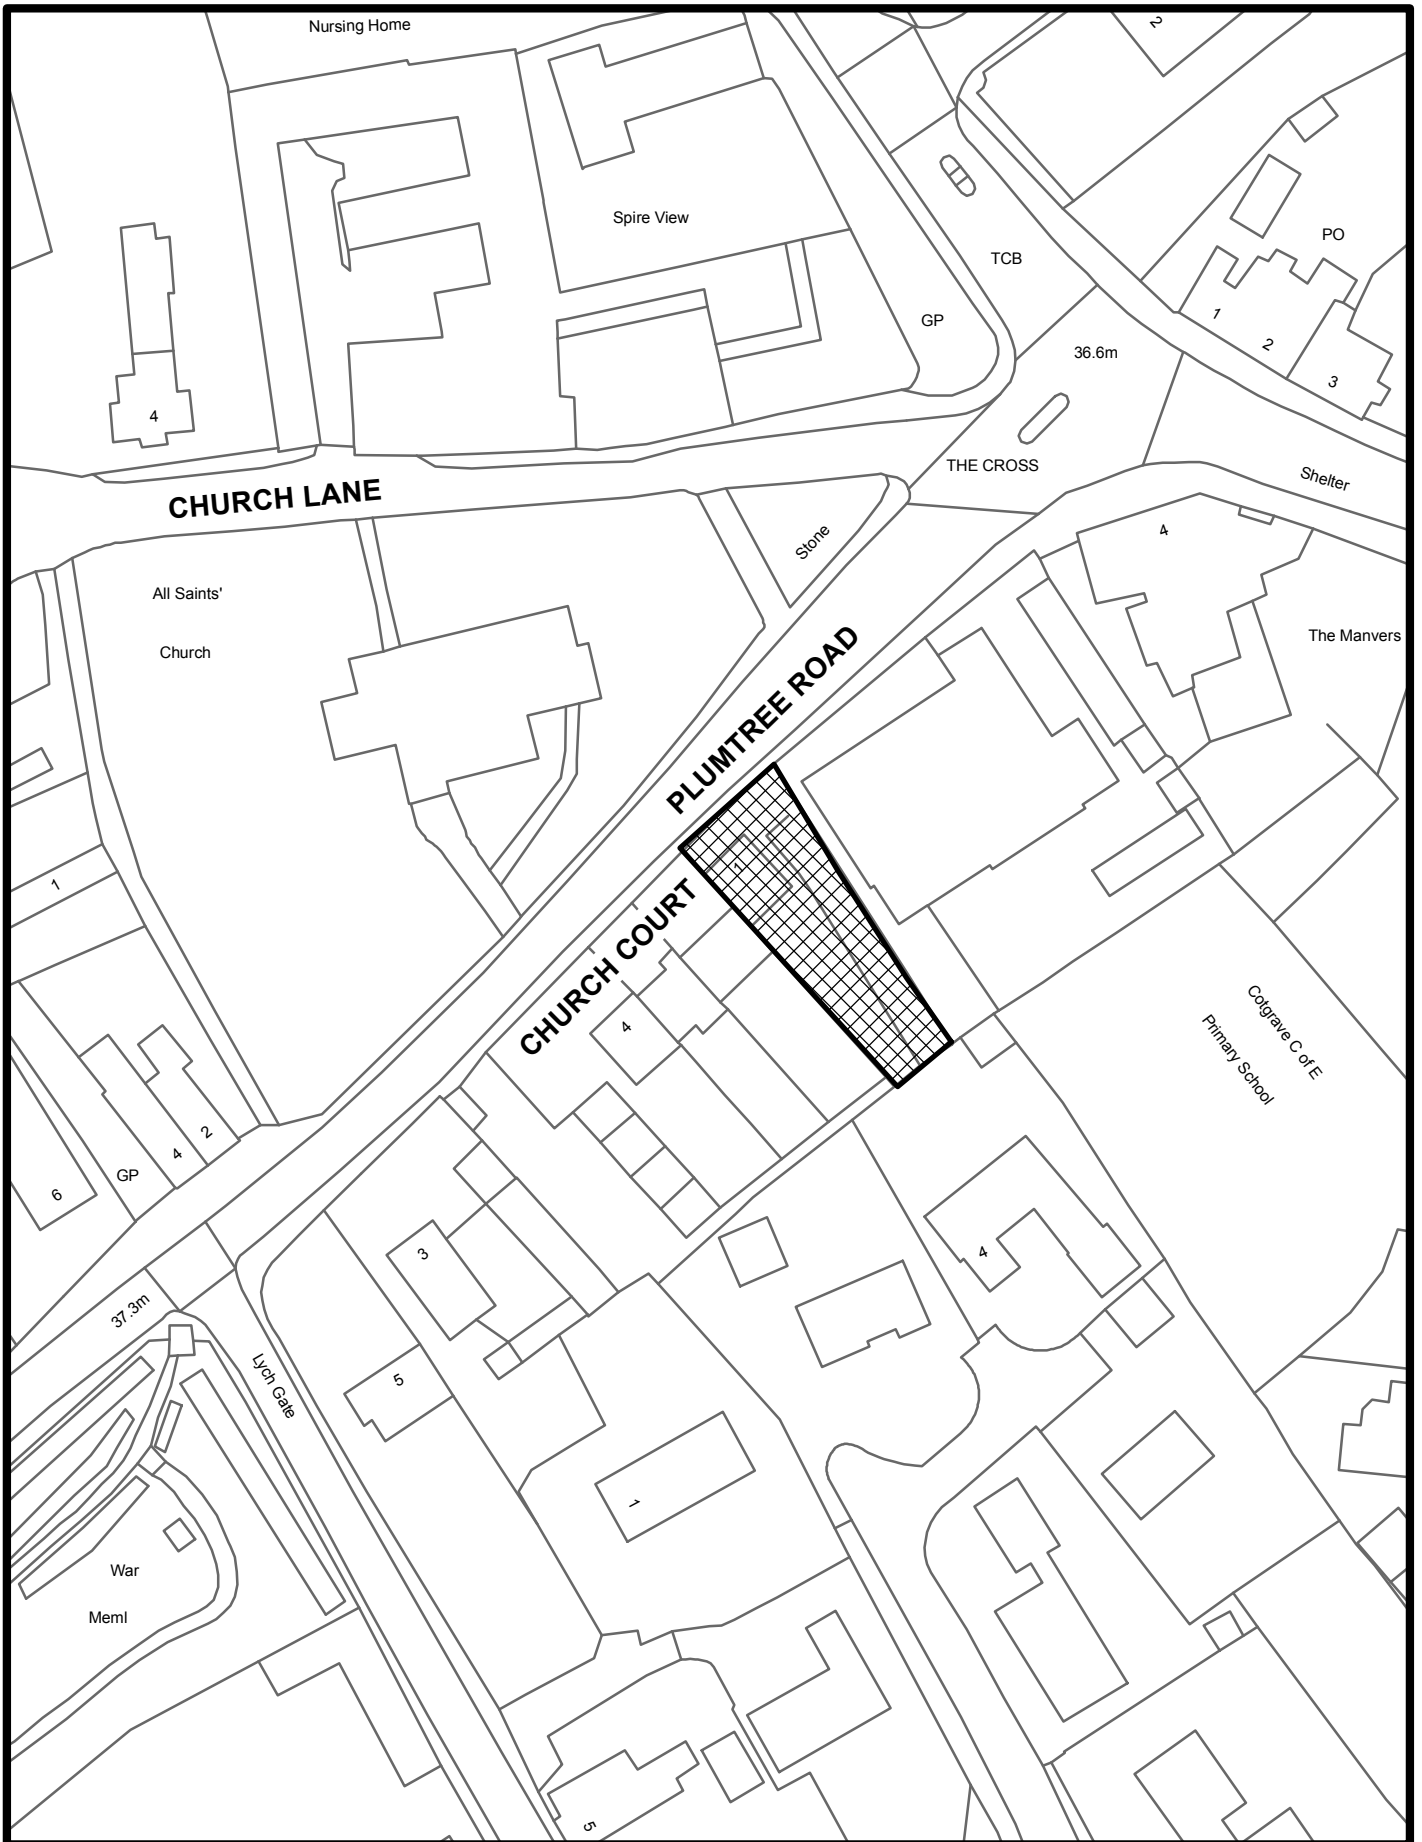 Nursing Home
2
Spire View
PO
TCB
GP
1
2
3
36.6m
4
THE CROSS
Shelter
CHURCH LANE
Stone
4
All Saints'
Church
The Manvers
PLUMTREE ROAD
1
1
CHURCH COURT
4
Cotgrave C of E
Primary School
2
4
GP
6
3
4
37.3m
Lych Gate
5
1
War
Meml
5